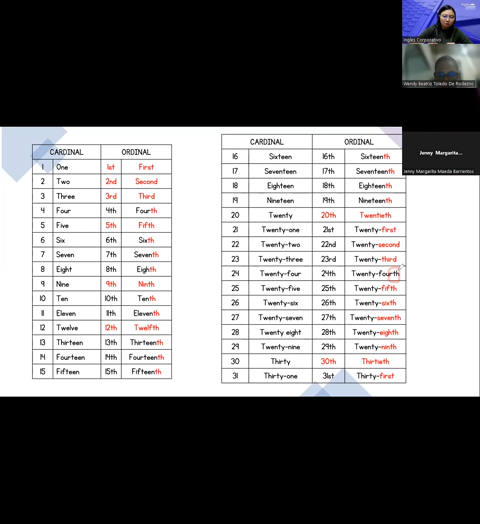 Ingles Corporativo
Wendy Beatriz Toledo De Rodezno
Jenny Margarita...
Jenny Margarita Maeda Barrientos
CARDINAL ORDINAL
1 One 1st First
2 Two 2nd Second
3 Three 3rd Third
4 Four 4th Fourth
5 Five 5th Fifth
6 Six 6th Sixth
7 Seven 7th Seventh
8 Eight 8th Eighth
9 Nine 9th Ninth
10 Ten 10th Tenth
11 Eleven 11th Eleventh
12 Twelve 12th Twelfth
13 Thirteen 13th Thirteenth
14 Fourteen 14th Fourteenth
15 Fifteen 15th Fifteenth
CARDINAL ORDINAL
16 Sixteen 16th Sixteenth
17 Seventeen 17th Seventeenth
18 Eighteen 18th Eighteenth
19 Nineteen 19th Nineteenth
20 Twenty 20th Twentieth
21 Twenty-one 21st Twenty-first
22 Twenty-two 22nd Twenty-second
23 Twenty-three 23rd Twenty-third
24 Twenty-four 24th Twenty-fourth
25 Twenty-five 25th Twenty-fifth
26 Twenty-six 26th Twenty-sixth
27 Twenty-seven 27th Twenty-seventh
28 Twenty eight 28th Twenty-eighth
29 Twenty-nine 29th Twenty-ninth
30 Thirty 30th Thirtieth
31 Thirty-one 31st Thirty-first